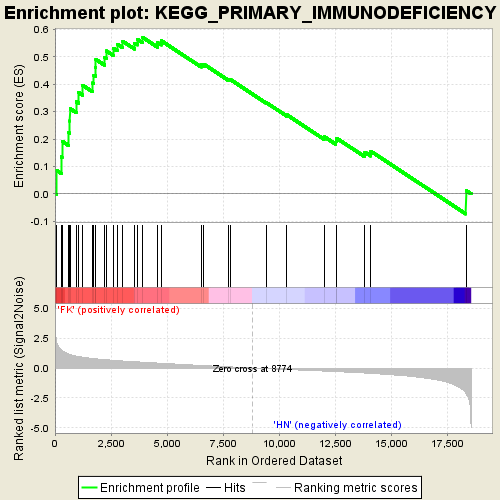 Enrichment plot: KEGG_PRIMARY_IMMUNODEFICIENCY
Enrichment score (ES)
0.6
0.5
0.4
0.3
0.2
0.1
0.0
-0.1
'FK' (positively correlated)
Ranked list metric (Signal2Noise)
5.0
2.5
0.0
-2.5
-5.0
Zero cross at 8774
'HN' (negatively correlated)
0
2,500
5,000
7,500
10,000
12,500
15,000
17,500
Rank in Ordered Dataset
Enrichment profile
Hits
Ranking metric scores